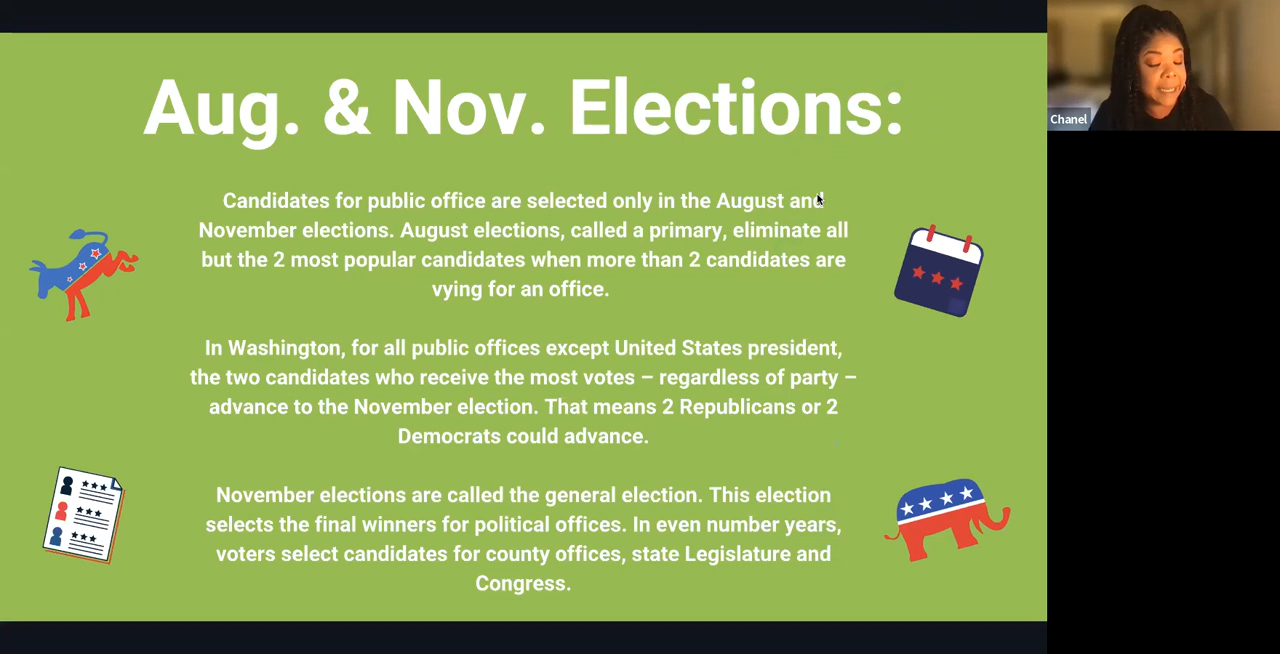 Aug. & Nov. Elections:
Candidates for public office are selected only in the August and
November elections. August elections, called a primary, eliminate all
but the 2 most popular candidates when more than 2 candidates are
vying for an office.
In Washington, for all public offices except United States president,
the two candidates who receive the most votes – regardless of party –
advance to the November election. That means 2 Republicans or 2
Democrats could advance.
November elections are called the general election. This election
selects the final winners for political offices. In even number years,
voters select candidates for county offices, state Legislature and
Congress.
Chanel